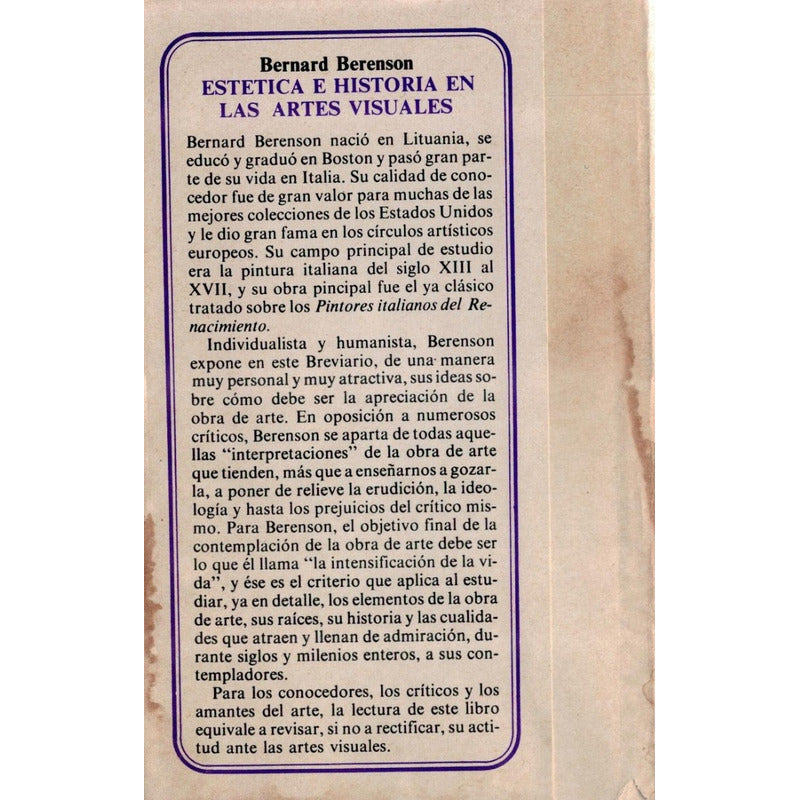 Bernard Berenson
ESTETICA E HISTORIA EN
LAS ARTES VISUALES
Bernard Berenson nació en Lituania, se
educó y graduó en Boston y pasó gran par-
te de su vida en Italia. Su calidad de cono-
cedor fue de gran valor para muchas de las
mejores colecciones de los Estados Unidos
y le dio gran fama en los círculos artísticos
europeos. Su campo principal de estudio
era la pintura italiana del siglo XIII al
XVII, y su obra pincipal fue el ya clásico
tratado sobre los Pintores italianos del Re-
nacimiento.
Individualista y humanista, Berenson
expone en este Breviario, de una manera
muy personal y muy atractiva, sus ideas so-
bre cómo debe ser la apreciación de la
obra de arte. En oposición a numerosos
críticos, Berenson se aparta de todas aque-
llas “interpretaciones” de la obra de arte
que tienden, más que a enseñarnos a gozar-
la, a poner de relieve la erudición, la ideo-
logía y hasta los prejuicios del crítico mis-
mo. Para Berenson, el objetivo final de la
contemplación de la obra de arte debe ser
lo que él llama “la intensificación de la vi-
da”, y ése es el criterio que aplica al estu-
diar, ya en detalle, los elementos de la obra
de arte, sus raíces, su historia y las cualida-
des que atraen y llenan de admiración, du-
rante siglos y milenios enteros, a sus con-
templadores.
Para los conocedores, los críticos y los
amantes del arte, la lectura de este libro
equivale a revisar, si no a rectificar, su acti-
tud ante las artes visuales.